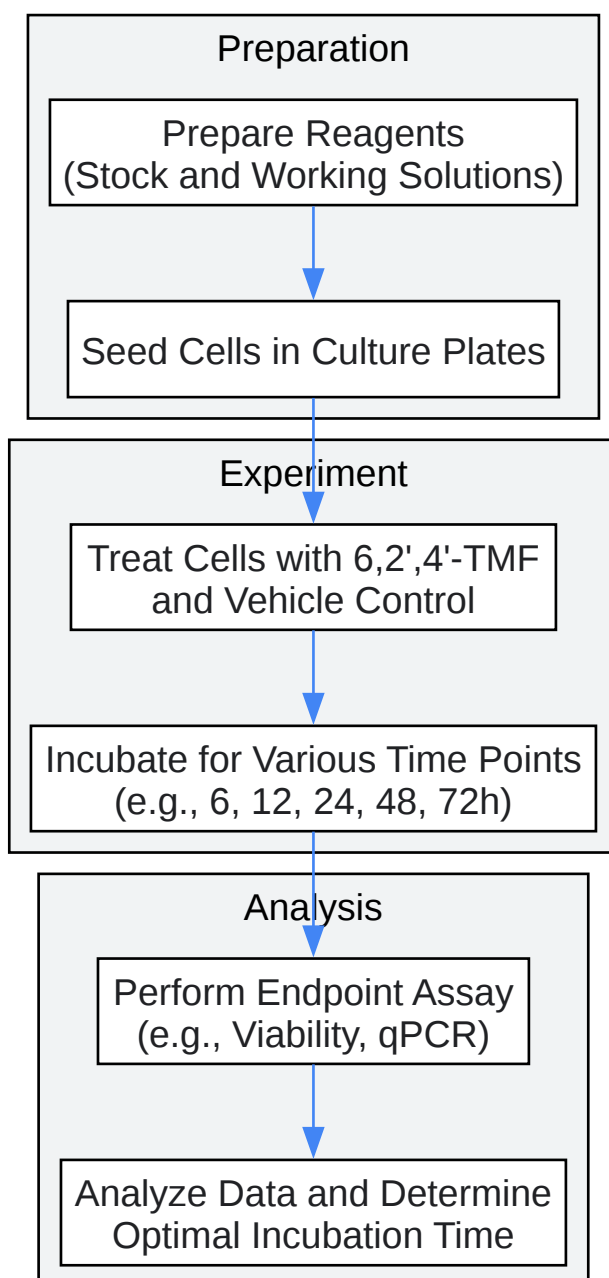 Preparation
Prepare Reagents
(Stock and Working Solutions)
Seed Cells in Culture Plates
Experiment
Treat Cells with 6,2',4'-TMF
and Vehicle Control
Incubate for Various Time Points
(e.g., 6, 12, 24, 48, 72h)
Analysis
Perform Endpoint Assay
(e.g., Viability, qPCR)
Analyze Data and Determine
Optimal Incubation Time